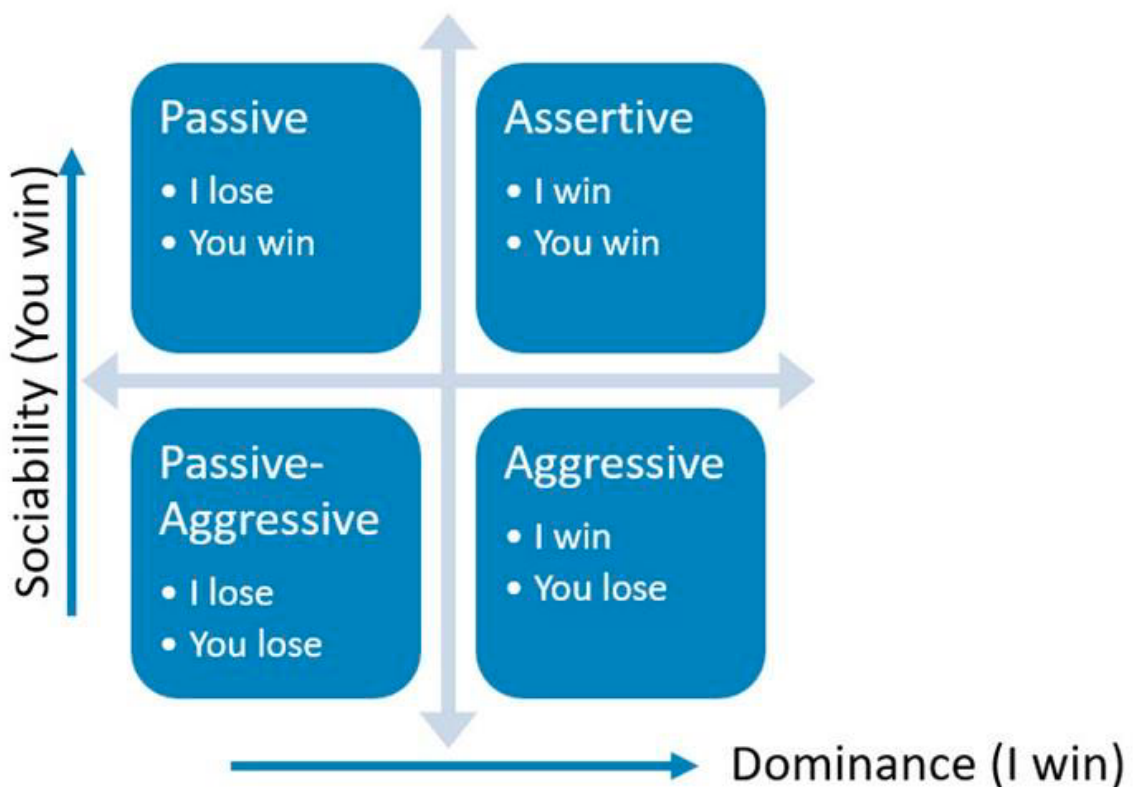 Sociability (You win)
Passive
• I lose
• You win
Assertive
• I win
• You win
Passive-
Aggressive
• I lose
• You lose
Aggressive
• I win
• You lose
Dominance (I win)